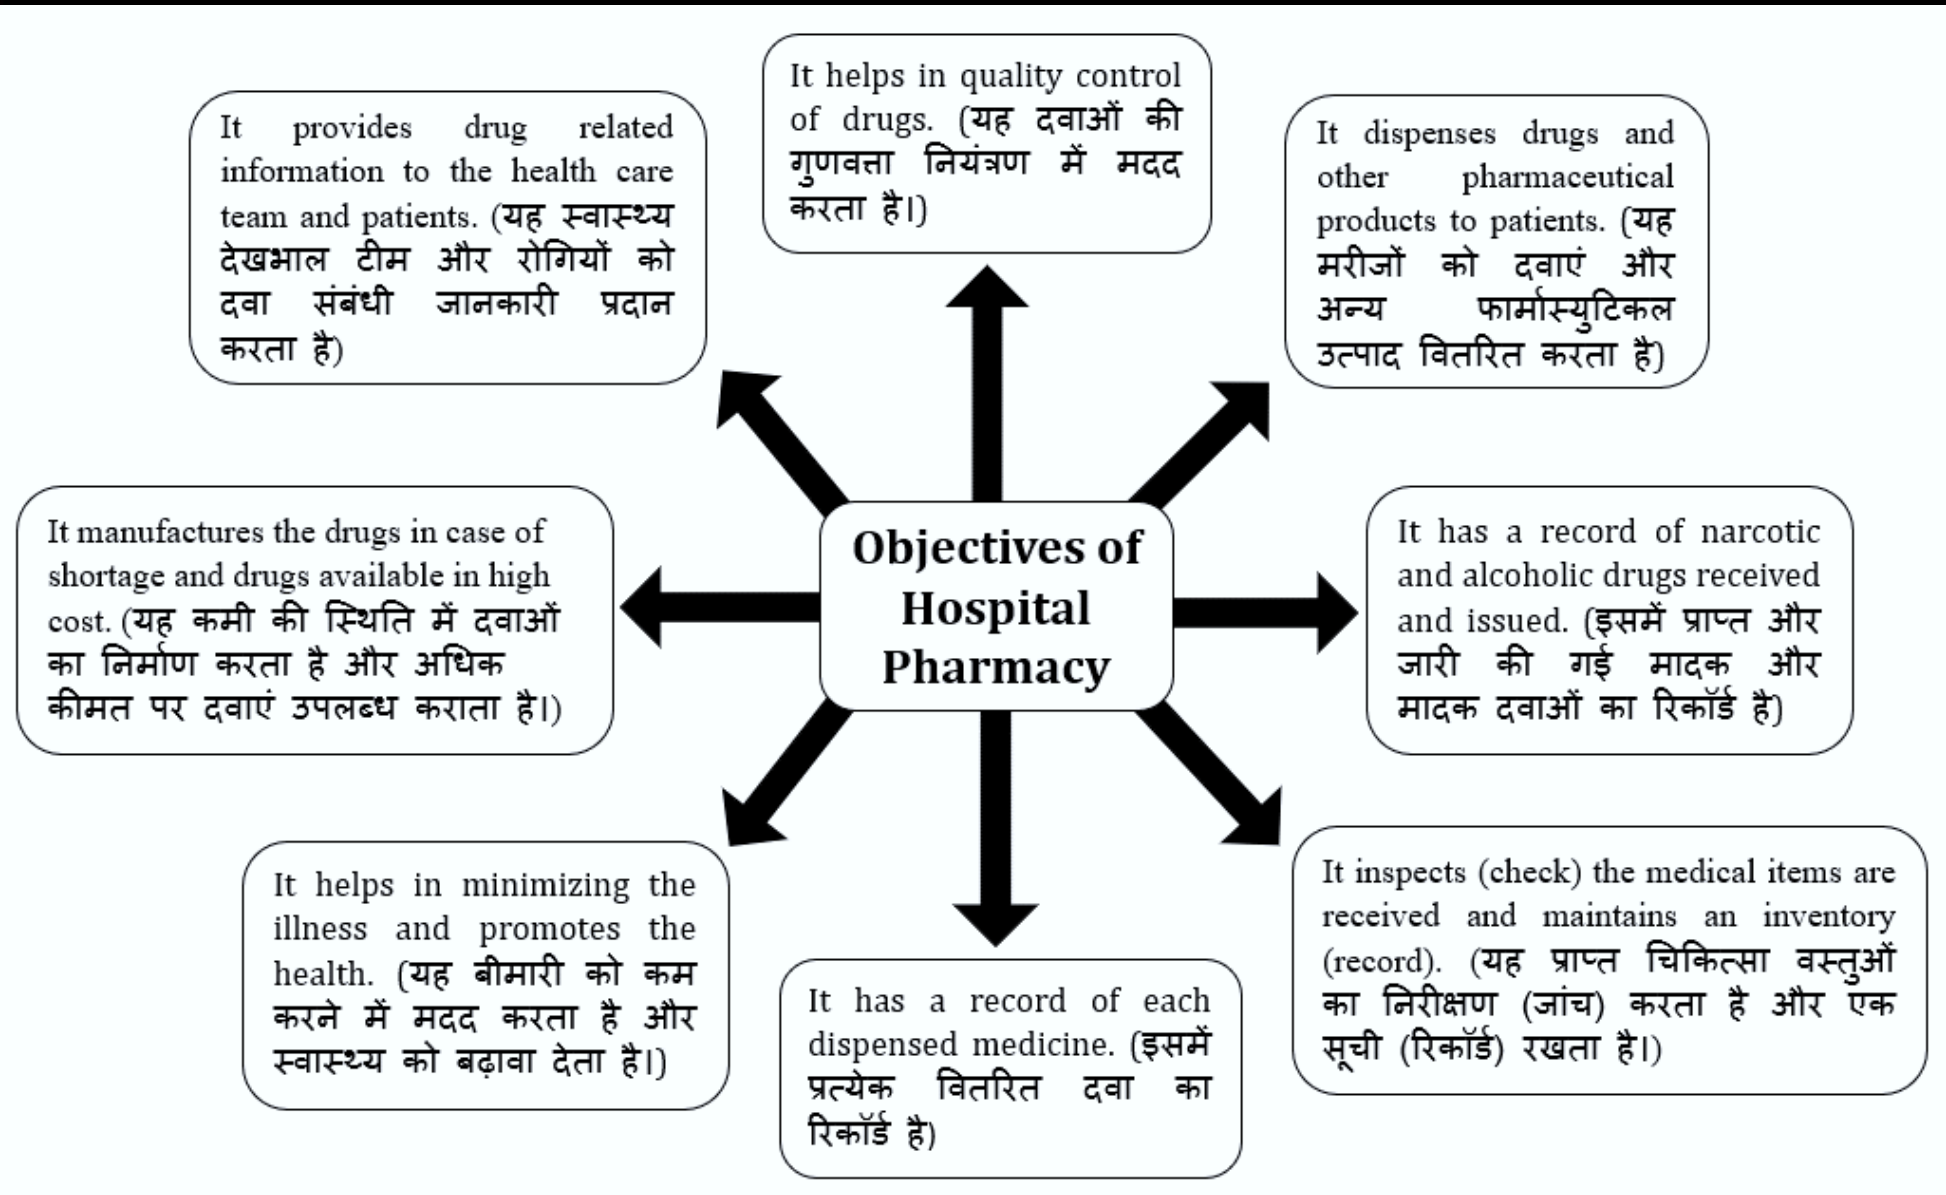 It helps in quality control
of drugs. (यह दवाओं की
गुणवत्ता नियंत्रण में मदद
करता है।)
It provides drug related
information to the health care
team and patients. (यह स्वास्थ्य
देखभाल टीम और रोगियों को
दवा संबंधी जानकारी प्रदान
करता है)
It dispenses drugs and
other pharmaceutical
products to patients. (यह
मरीजों को दवाएं और
अन्य फार्मास्युटिकल
उत्पाद वितरित करता है)
It manufactures the drugs in case of
shortage and drugs available in high
cost. (यह कमी की स्थिति में दवाओं
का निर्माण करता है और अधिक
कीमत पर दवाएं उपलब्ध कराता है।)
Objectives of
Hospital
Pharmacy
It has a record of narcotic
and alcoholic drugs received
and issued. (इसमें प्राप्त और
जारी की गई मादक और
मादक दवाओं का रिकॉर्ड है)
It helps in minimizing the
illness and promotes the
health. (यह बीमारी को कम
करने में मदद करता है और
स्वास्थ्य को बढ़ावा देता है।)
It has a record of each
dispensed medicine. (इसमें
प्रत्येक वितरित दवा का
रिकॉर्ड है)
It inspects (check) the medical items are
received and maintains an inventory
(record). (यह प्राप्त चिकित्सा वस्तुओं
का निरीक्षण (जांच) करता है और एक
सूची (रिकॉर्ड) रखता है।)